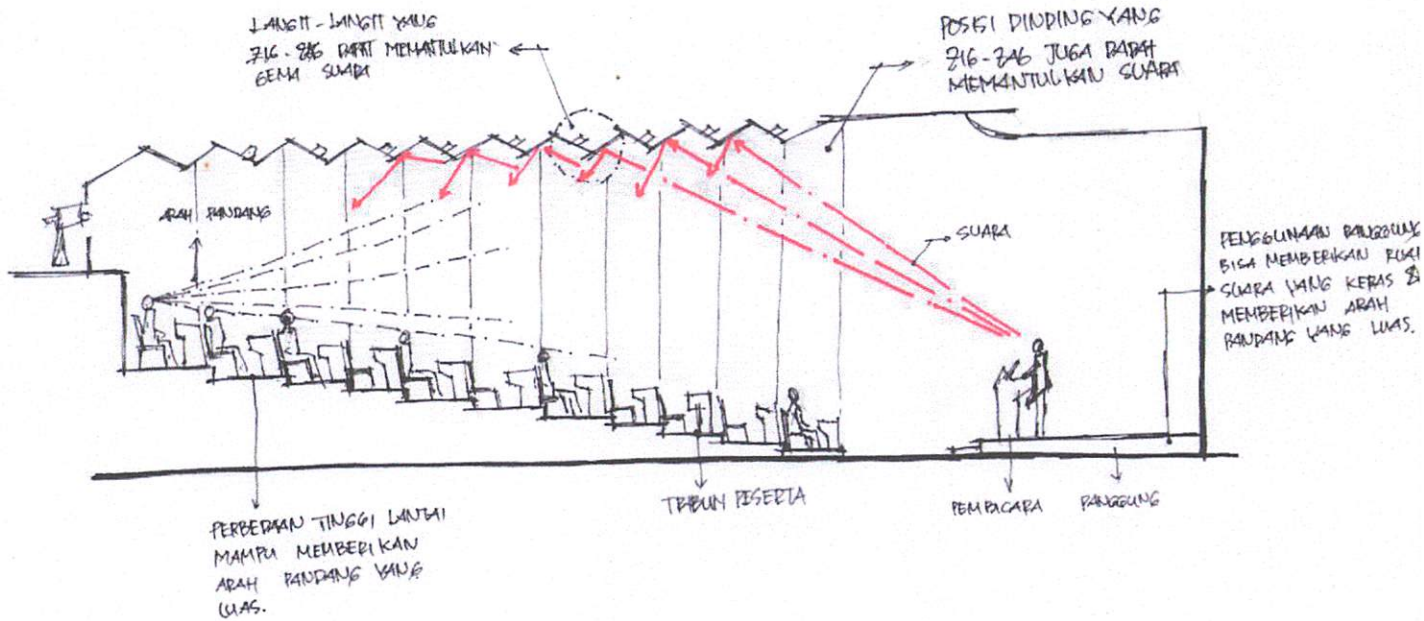 LANGIT-LANGIT YANG
ZIG-ZAG DAPAT MEMANTULKAN
GEMA SUARA
POSISI DINDING YANG
ZIG-ZAG JUGA DAPAT
MEMANTULKAN SUARA
ARAH PANDANG
SUARA
PENGGUNAAN PANGGUNG
BISA MEMBERIKAN
SUARA YANG KERAS &
MEMBERIKAN ARAH
PANDANG YANG LUAS.
TRIBUN PESERTA
PEMBICARA
PANGGUNG
PERBEDAAN TINGGI LANTAI
MAMPU MEMBERIKAN
ARAH PANDANG YANG
LUAS.